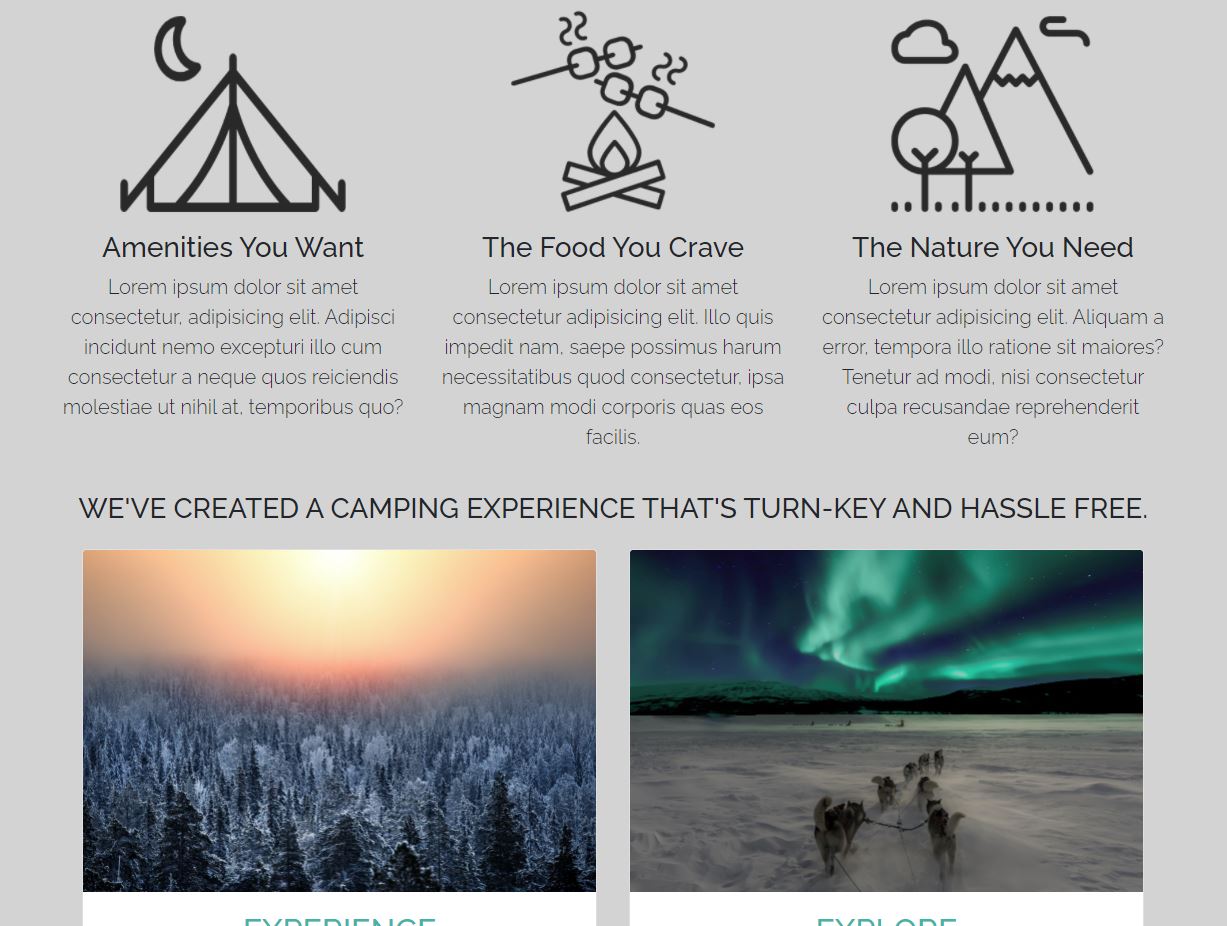 Amenities You Want
Lorem ipsum dolor sit amet
consectetur, adipisicing elit. Adipisci
incidunt nemo excepturi illo cum
consectetur a neque quos reiciendis
molestiae ut nihil at, temporibus quo?
The Food You Crave
Lorem ipsum dolor sit amet
consectetur adipisicing elit. Illo quis
impedit nam, saepe possimus harum
necessitatibus quod consectetur, ipsa
magnam modi corporis quas eos
facilis.
The Nature You Need
Lorem ipsum dolor sit amet
consectetur adipisicing elit. Aliquam a
error, tempora illo ratione sit maiores?
Tenetur ad modi, nisi consectetur
culpa recusandae reprehenderit
eum?
WE'VE CREATED A CAMPING EXPERIENCE THAT'S TURN-KEY AND HASSLE FREE.
EXPERIENCE
EXPLORE